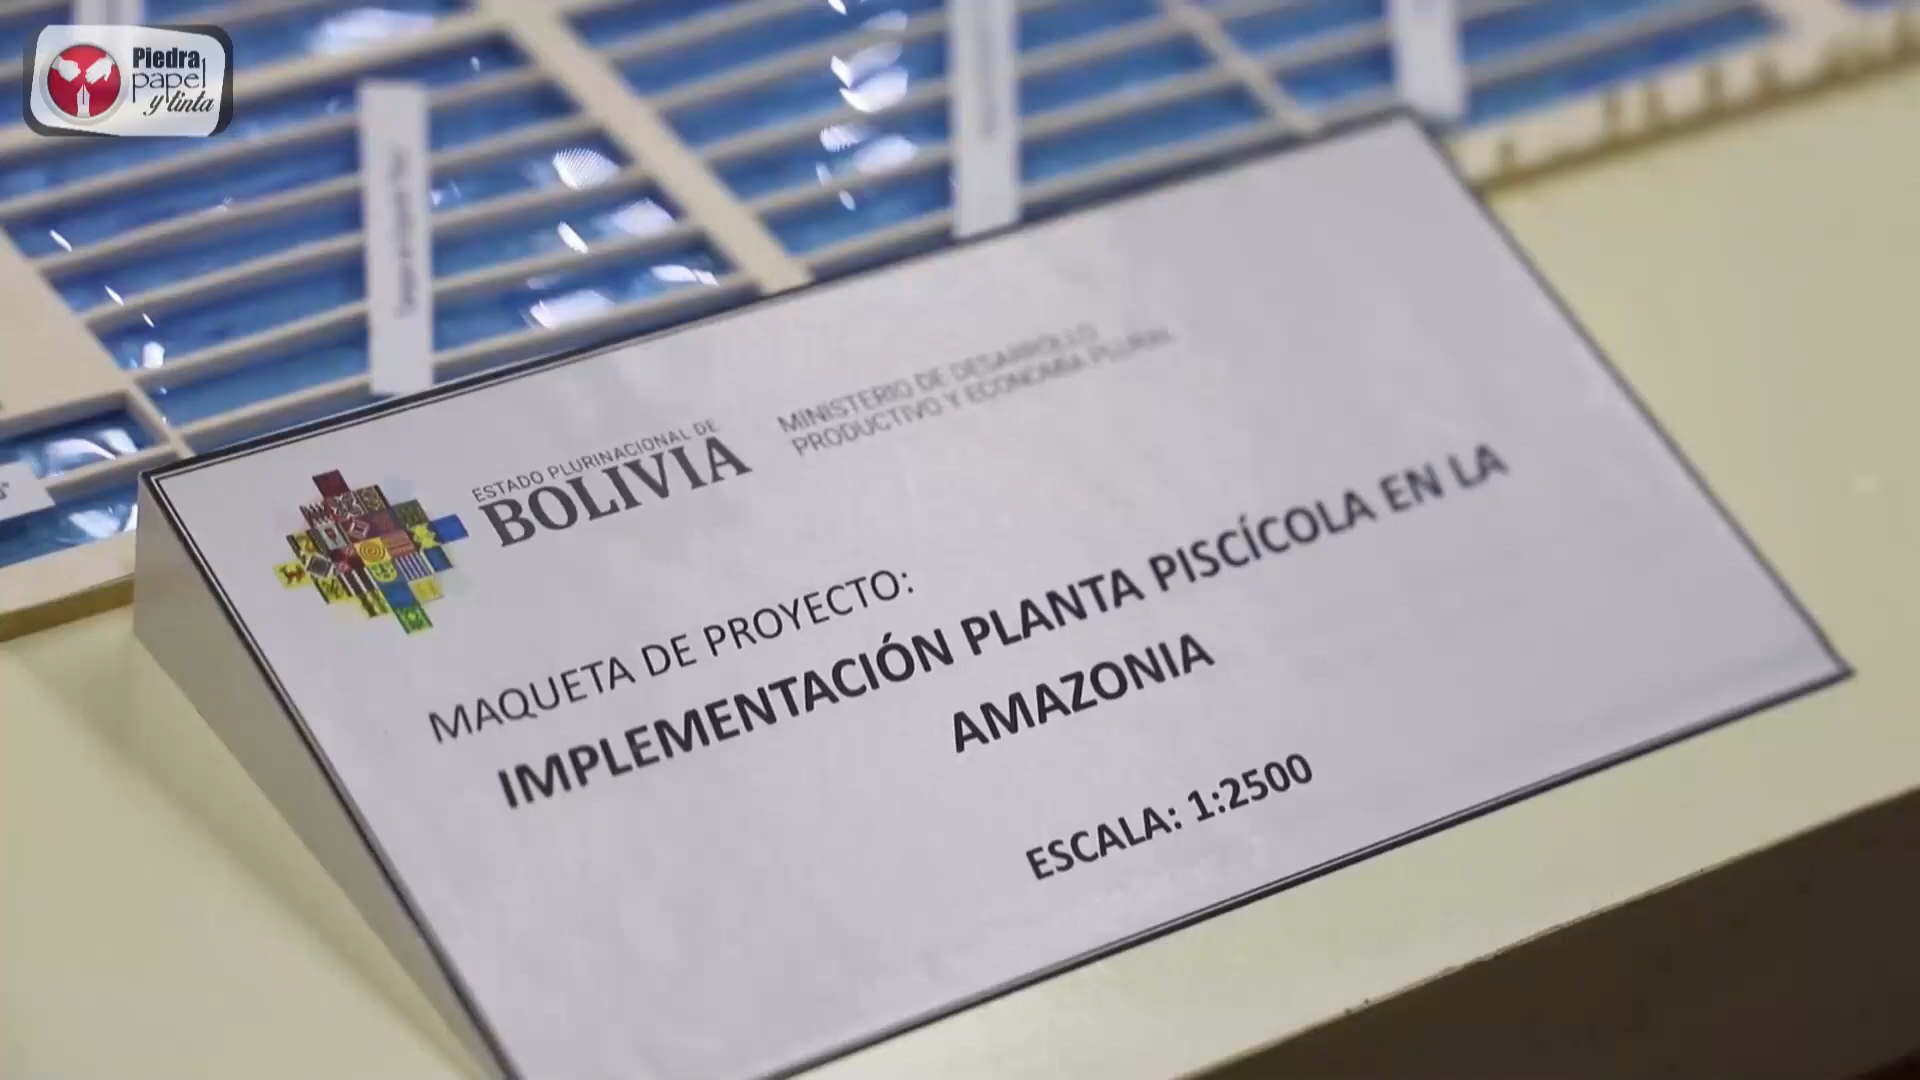 Piedra
papel
y tinta
ESTADO PLURINACIONAL DE
BOLIVIA
MINISTERIO DE DESARROLLO
PRODUCTIVO Y ECONOMÍA PLURAL
MAQUETA DE PROYECTO:
IMPLEMENTACIÓN PLANTA PISCÍCOLA EN LA
AMAZONIA
ESCALA: 1:2500